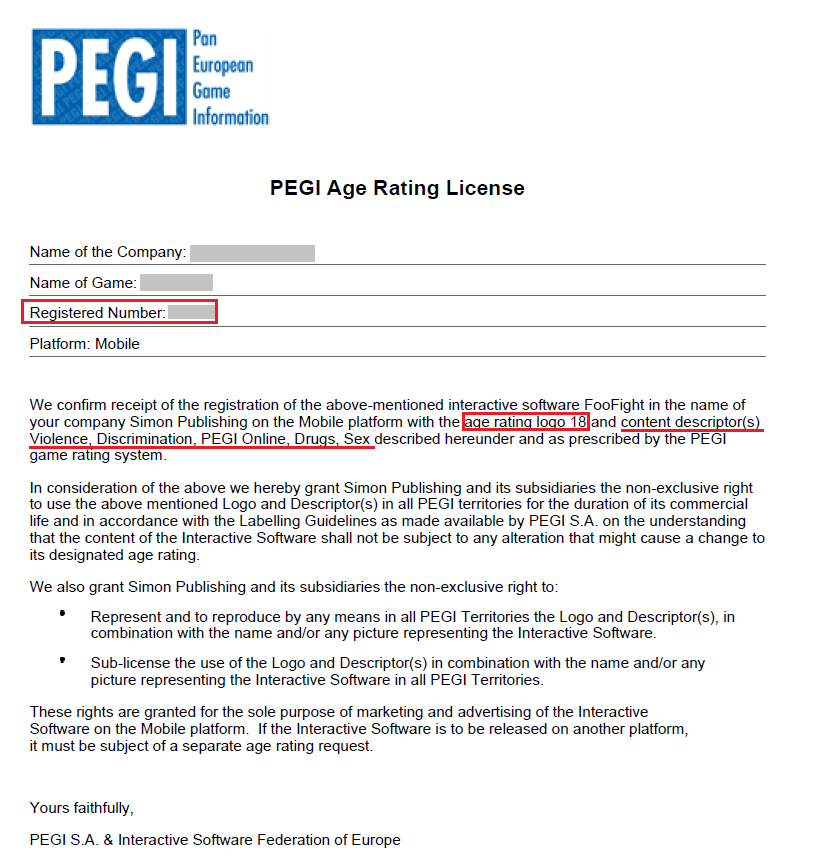 PEGI
Pan
European
Game
Information
PEGI Age Rating License
Name of the Company:
Name of Game:
Registered Number:
Platform: Mobile
We confirm receipt of the registration of the above-mentioned interactive software FooFight in the name of
your company Simon Publishing on the Mobile platform with the age rating logo 18 and content descriptor(s)
Violence, Discrimination, PEGI Online, Drugs, Sex described hereunder and as prescribed by the PEGI
game rating system.
In consideration of the above we hereby grant Simon Publishing and its subsidiaries the non-exclusive right
to use the above mentioned Logo and Descriptor(s) in all PEGI territories for the duration of its commercial
life and in accordance with the Labelling Guidelines as made available by PEGI S.A. on the understanding
that the content of the Interactive Software shall not be subject to any alteration that might cause a change to
its designated age rating.
We also grant Simon Publishing and its subsidiaries the non-exclusive right to:
• Represent and to reproduce by any means in all PEGI Territories the Logo and Descriptor(s), in
combination with the name and/or any picture representing the Interactive Software.
• Sub-license the use of the Logo and Descriptor(s) in combination with the name and/or any
picture representing the Interactive Software in all PEGI Territories.
These rights are granted for the sole purpose of marketing and advertising of the Interactive
Software on the Mobile platform. If the Interactive Software is to be released on another platform,
it must be subject of a separate age rating request.
Yours faithfully,
PEGI S.A. & Interactive Software Federation of Europe